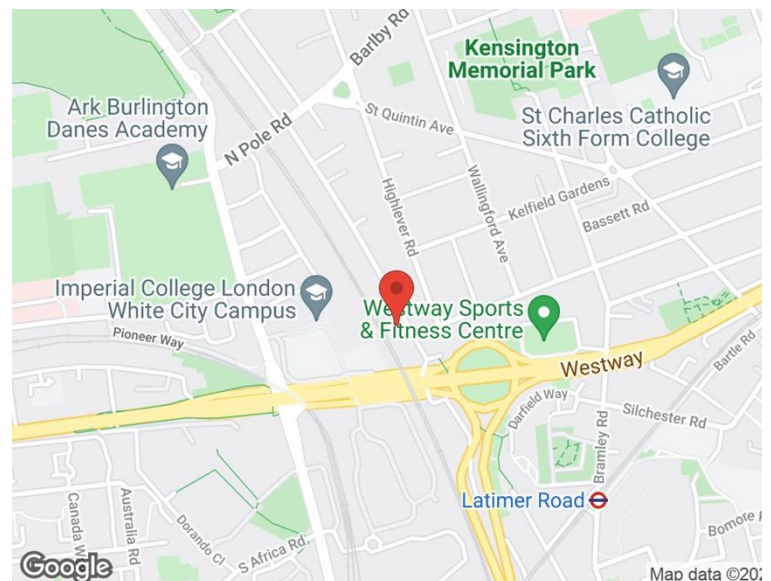 Barlby Rd
Kensington
Memorial Park
Ark Burlington
Danes Academy
St Quintin Ave
St Charles Catholic
Sixth Form College
N Pole Rd
Highlever Rd
Wallingford Ave
Kelfield Gardens
Bassett Rd
Imperial College London
White City Campus
Westway Sports
& Fitness Centre
Pioneer Way
Westway
Bartle Rd
Darfield Way
Silchester Rd
Bramley Rd
Latimer Road
Canada W
Australia Rd
Dorando Cl
S Africa Rd
Bomore
Google
Map data ©202